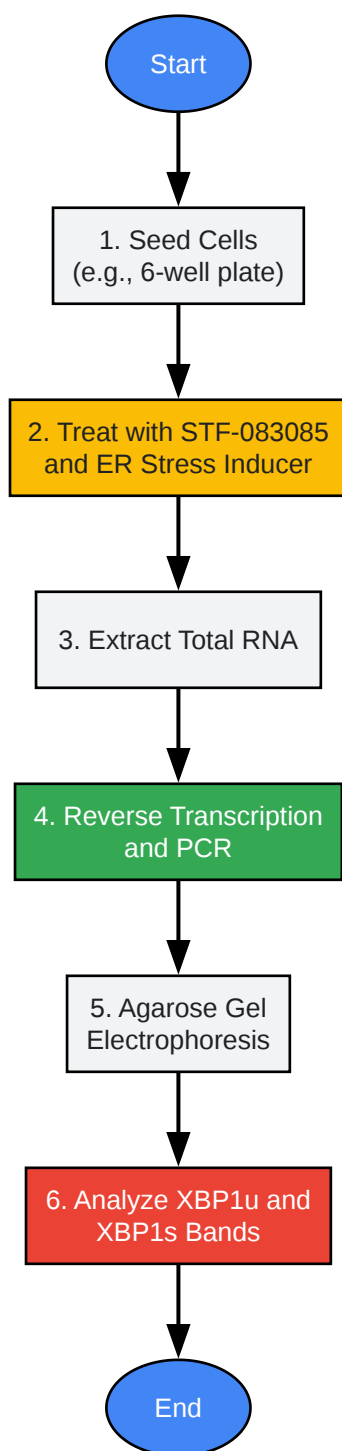 Start
1. Seed Cells
(e.g., 6-well plate)
2. Treat with STF-083085
and ER Stress Inducer
3. Extract Total RNA
4. Reverse Transcription
and PCR
5. Agarose Gel
Electrophoresis
6. Analyze XBP1u and
XBP1s Bands
End